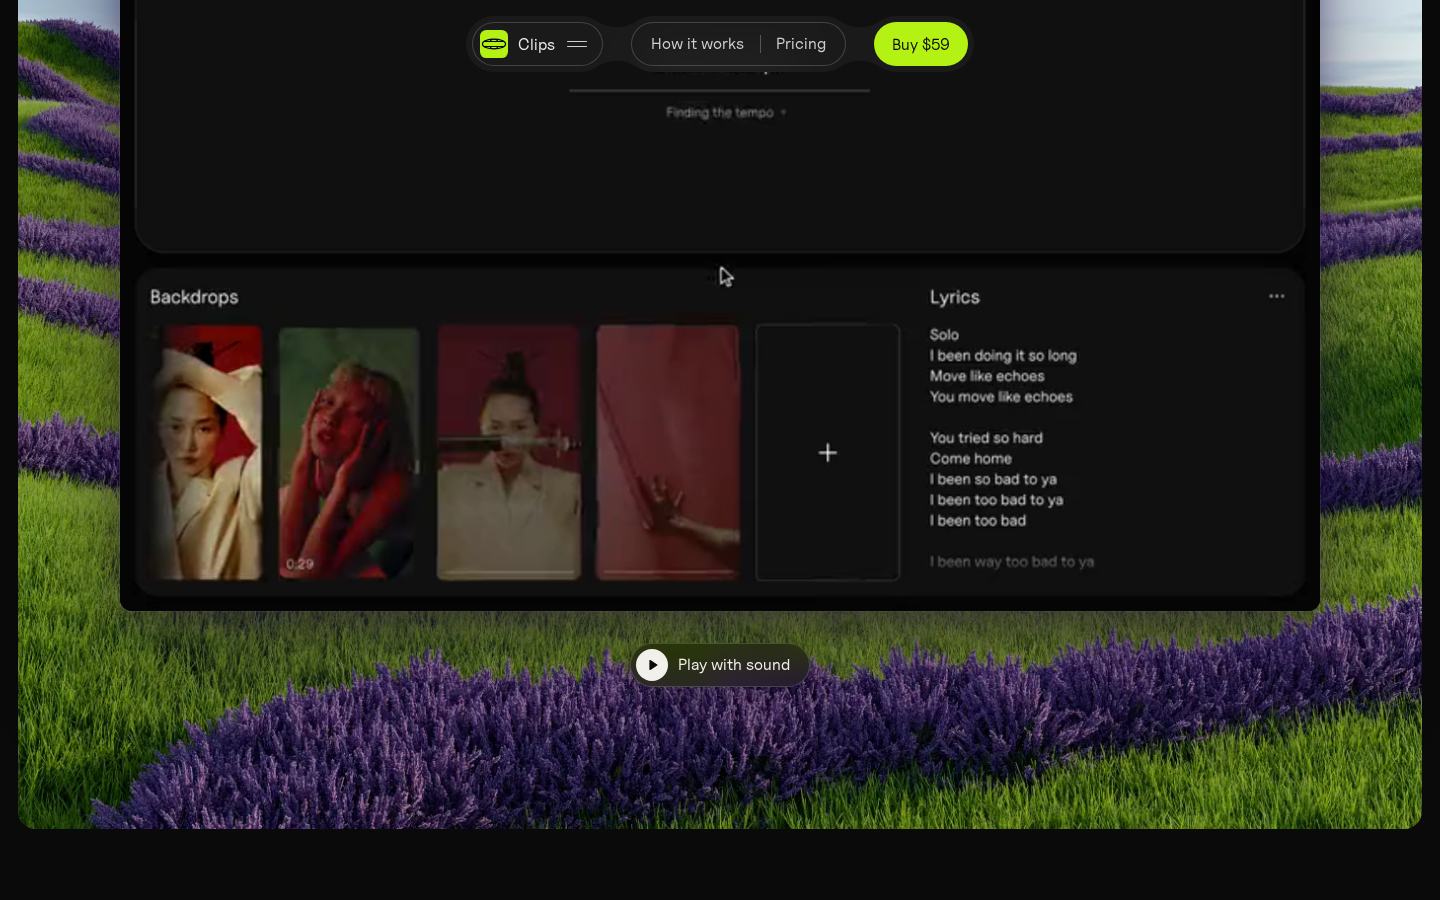 Clips
How it works
Pricing
Buy $59
Finding the tempo
Backdrops
0:29
Lyrics
Solo
I been doing it so long
Move like echoes
You move like echoes
You tried so hard
Come home
I been so bad to ya
I been too bad to ya
I been too bad
I been way too bad to ya
Play with sound